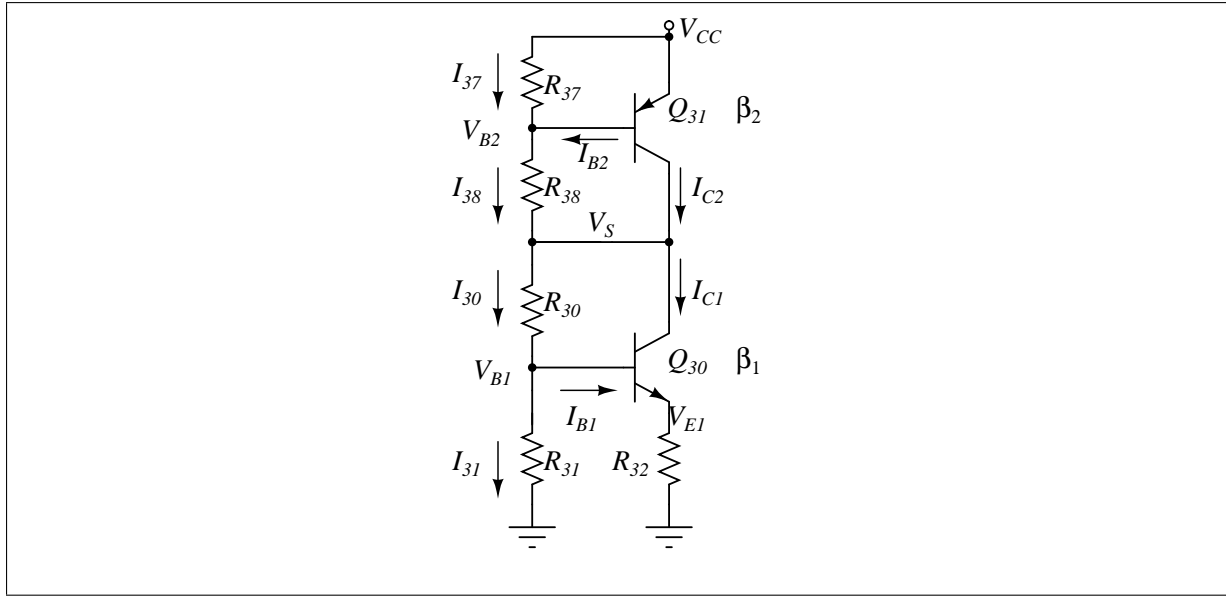 V_CC
I_37
R_37
Q_31 β_2
V_B2
I_B2
I_38
R_38
I_C2
V_S
I_30
R_30
I_C1
Q_30 β_1
V_B1
I_B1
V_E1
I_31
R_31
R_32